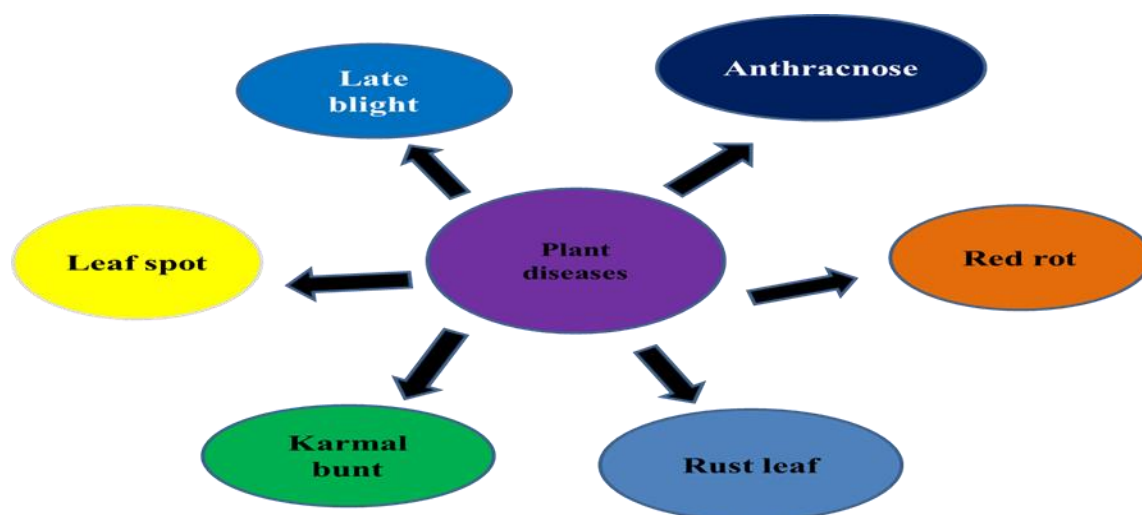 Late
blight
Anthracnose
Plant
diseases
Leaf spot
Red rot
Karmal
bunt
Rust leaf